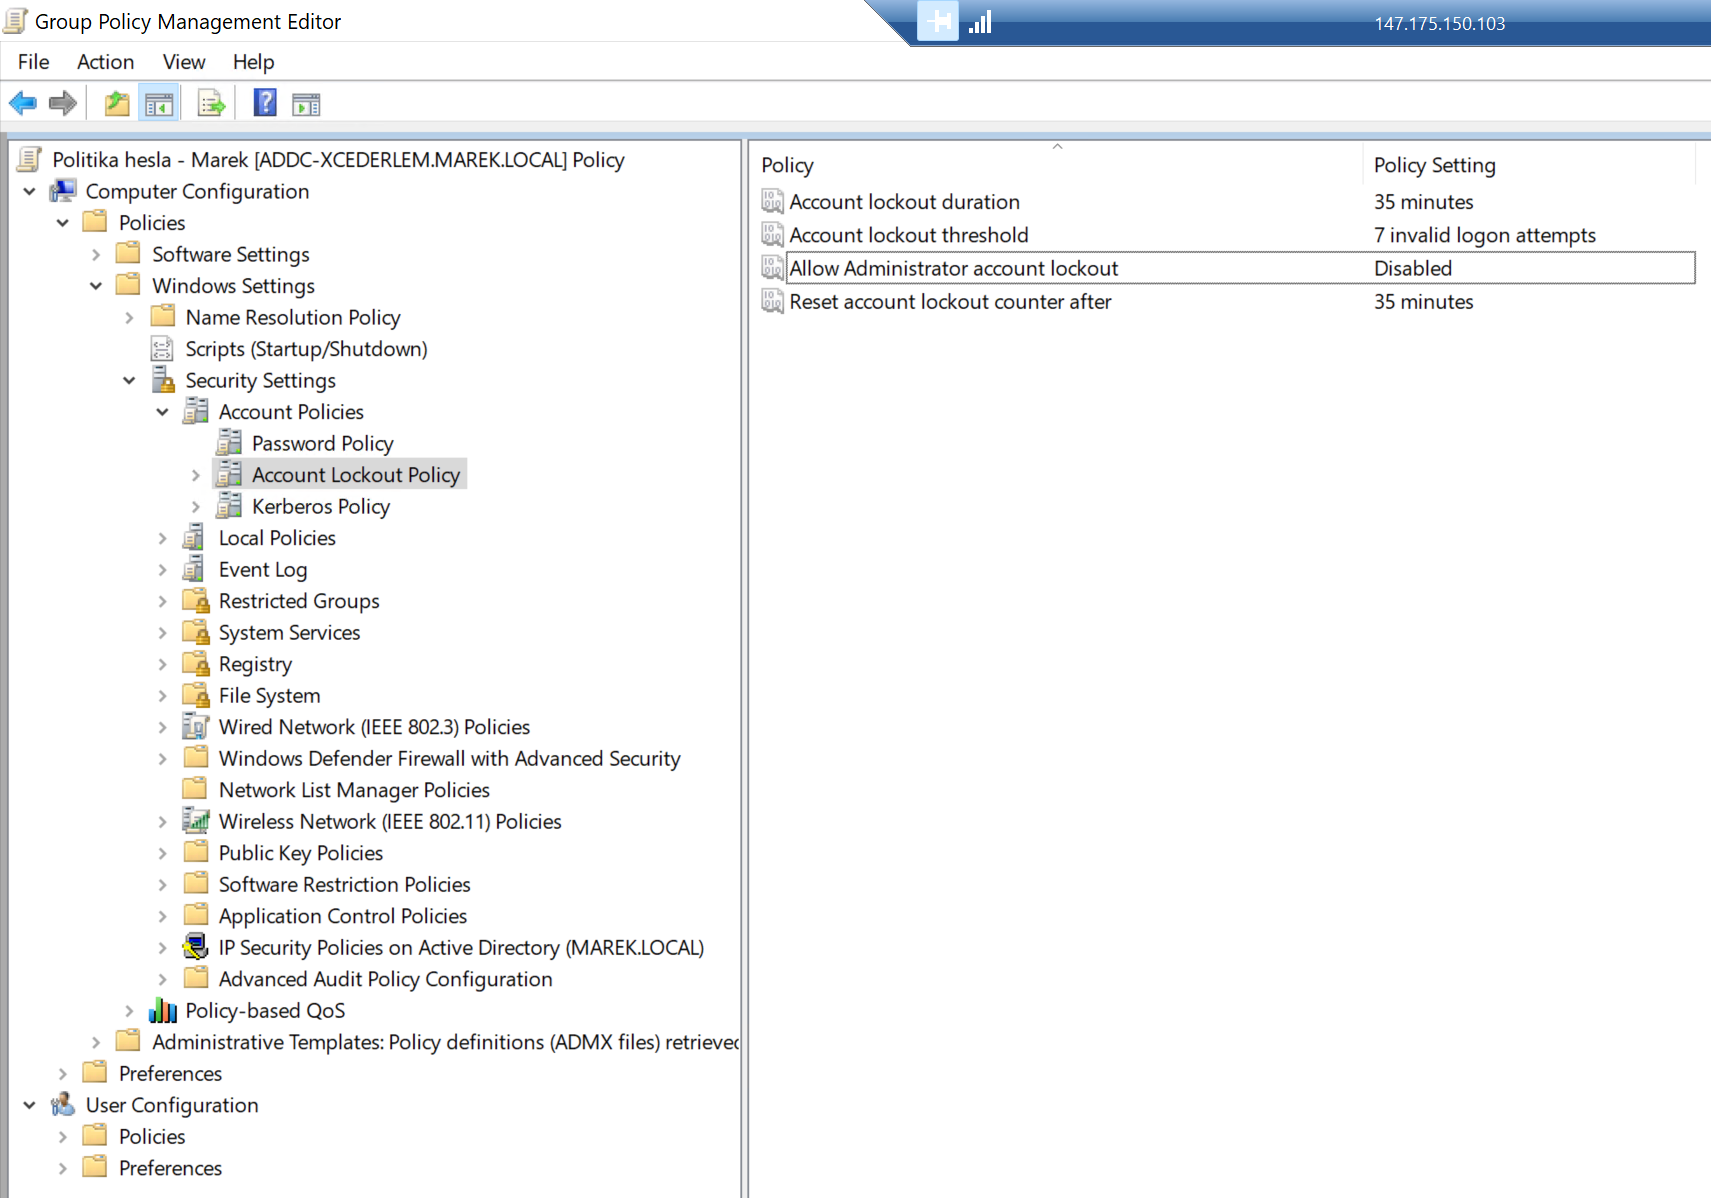 Group Policy Management Editor
147.175.150.103
File Action View Help
Politika hesla - Marek [ADDC-XCEDERLEM.MAREK.LOCAL] Policy
Computer Configuration
Policies
Software Settings
Windows Settings
Name Resolution Policy
Scripts (Startup/Shutdown)
Security Settings
Account Policies
Password Policy
Account Lockout Policy
Kerberos Policy
Local Policies
Event Log
Restricted Groups
System Services
Registry
File System
Wired Network (IEEE 802.3) Policies
Windows Defender Firewall with Advanced Security
Network List Manager Policies
Wireless Network (IEEE 802.11) Policies
Public Key Policies
Software Restriction Policies
Application Control Policies
IP Security Policies on Active Directory (MAREK.LOCAL)
Advanced Audit Policy Configuration
Policy-based QoS
Administrative Templates: Policy definitions (ADMX files) retrieved
Preferences
User Configuration
Policies
Preferences
Policy Policy Setting
Account lockout duration 35 minutes
Account lockout threshold 7 invalid logon attempts
Allow Administrator account lockout Disabled
Reset account lockout counter after 35 minutes